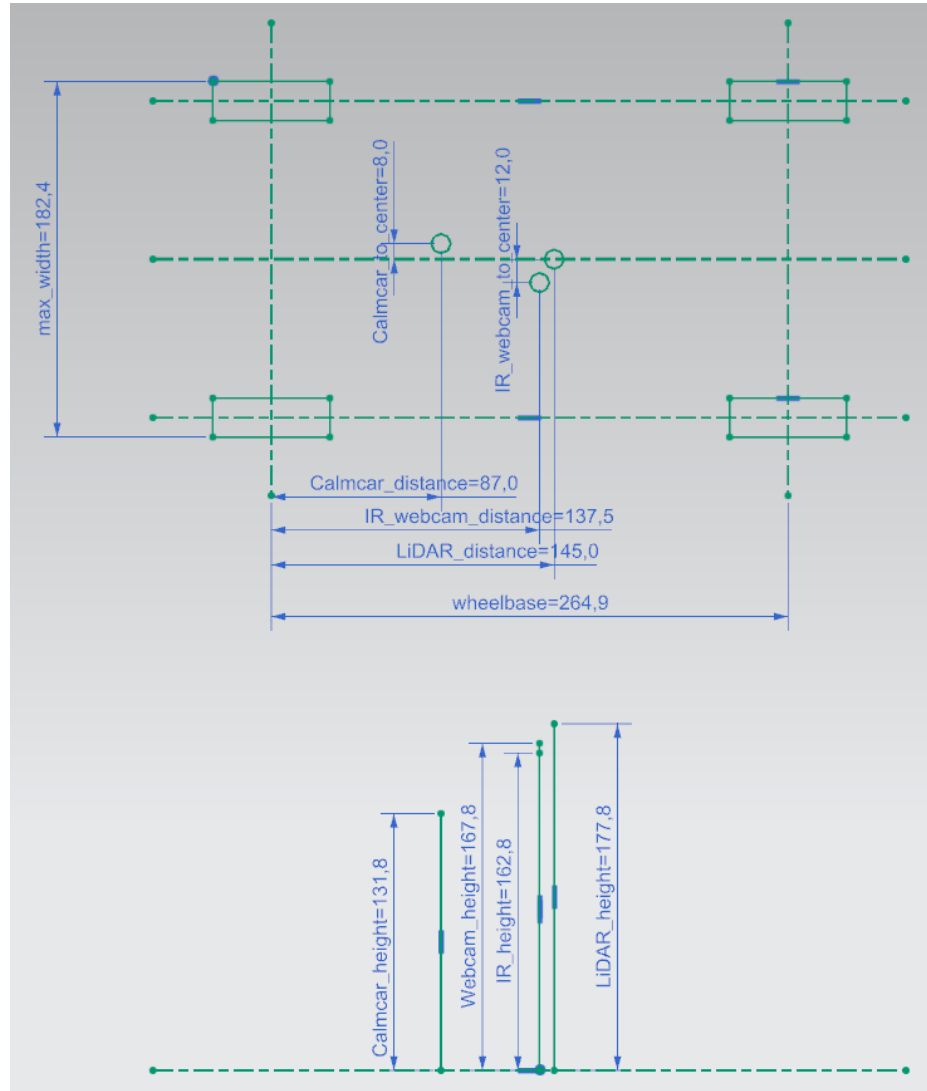 max_width=182,4
Calmcar_to_center=8,0
IR_webcam_to_center=12,0
Calmcar_distance=87,0
IR_webcam_distance=137,5
LiDAR_distance=145,0
wheelbase=264,9
Calmcar_height=131,8
Webcam_height=167,8
IR_height=162,8
LiDAR_height=177,8